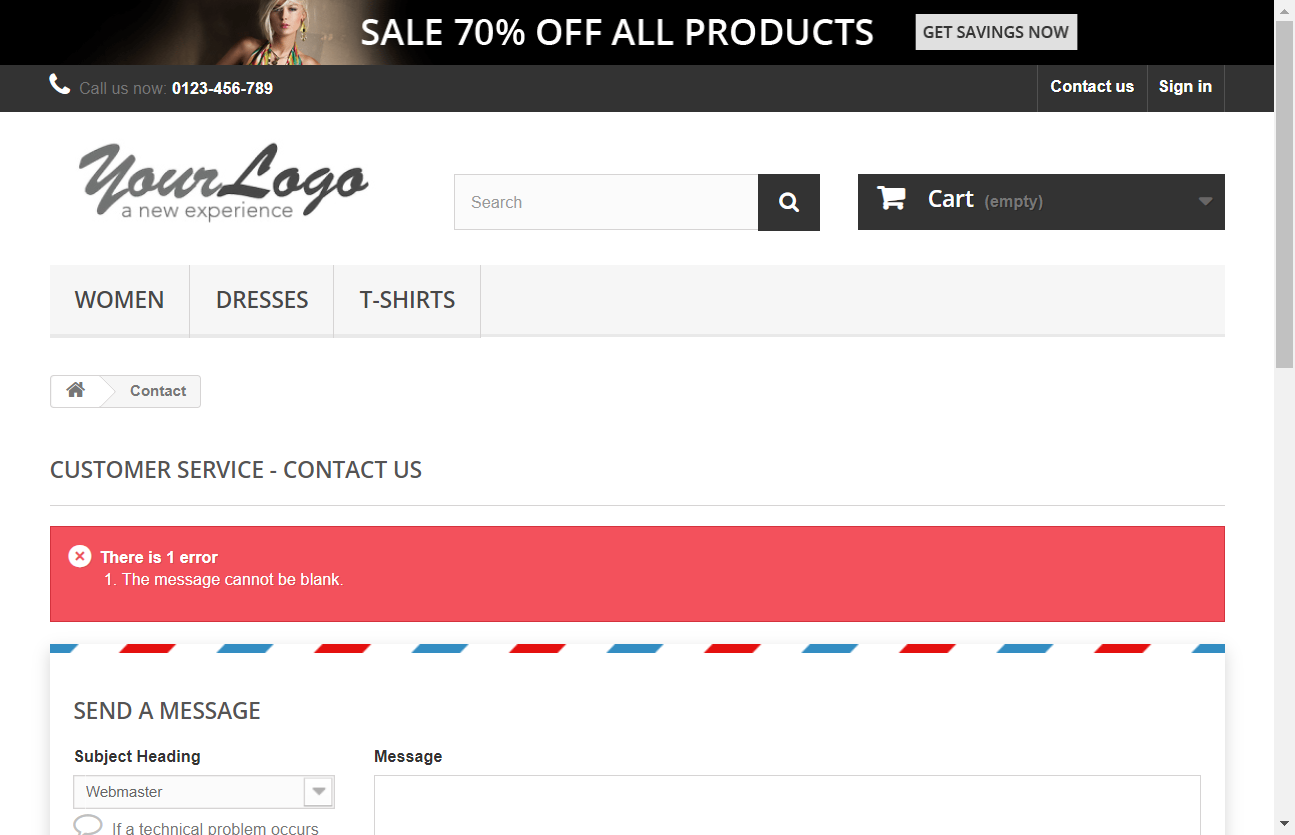 SALE 70% OFF ALL PRODUCTS GET SAVINGS NOW
Call us now: 0123-456-789 Contact us Sign in
Your Logo
a new experience
Search
Cart (empty)
WOMEN DRESSES T-SHIRTS
Contact
CUSTOMER SERVICE - CONTACT US
There is 1 error
1. The message cannot be blank.
SEND A MESSAGE
Subject Heading Message
Webmaster
If a technical problem occurs